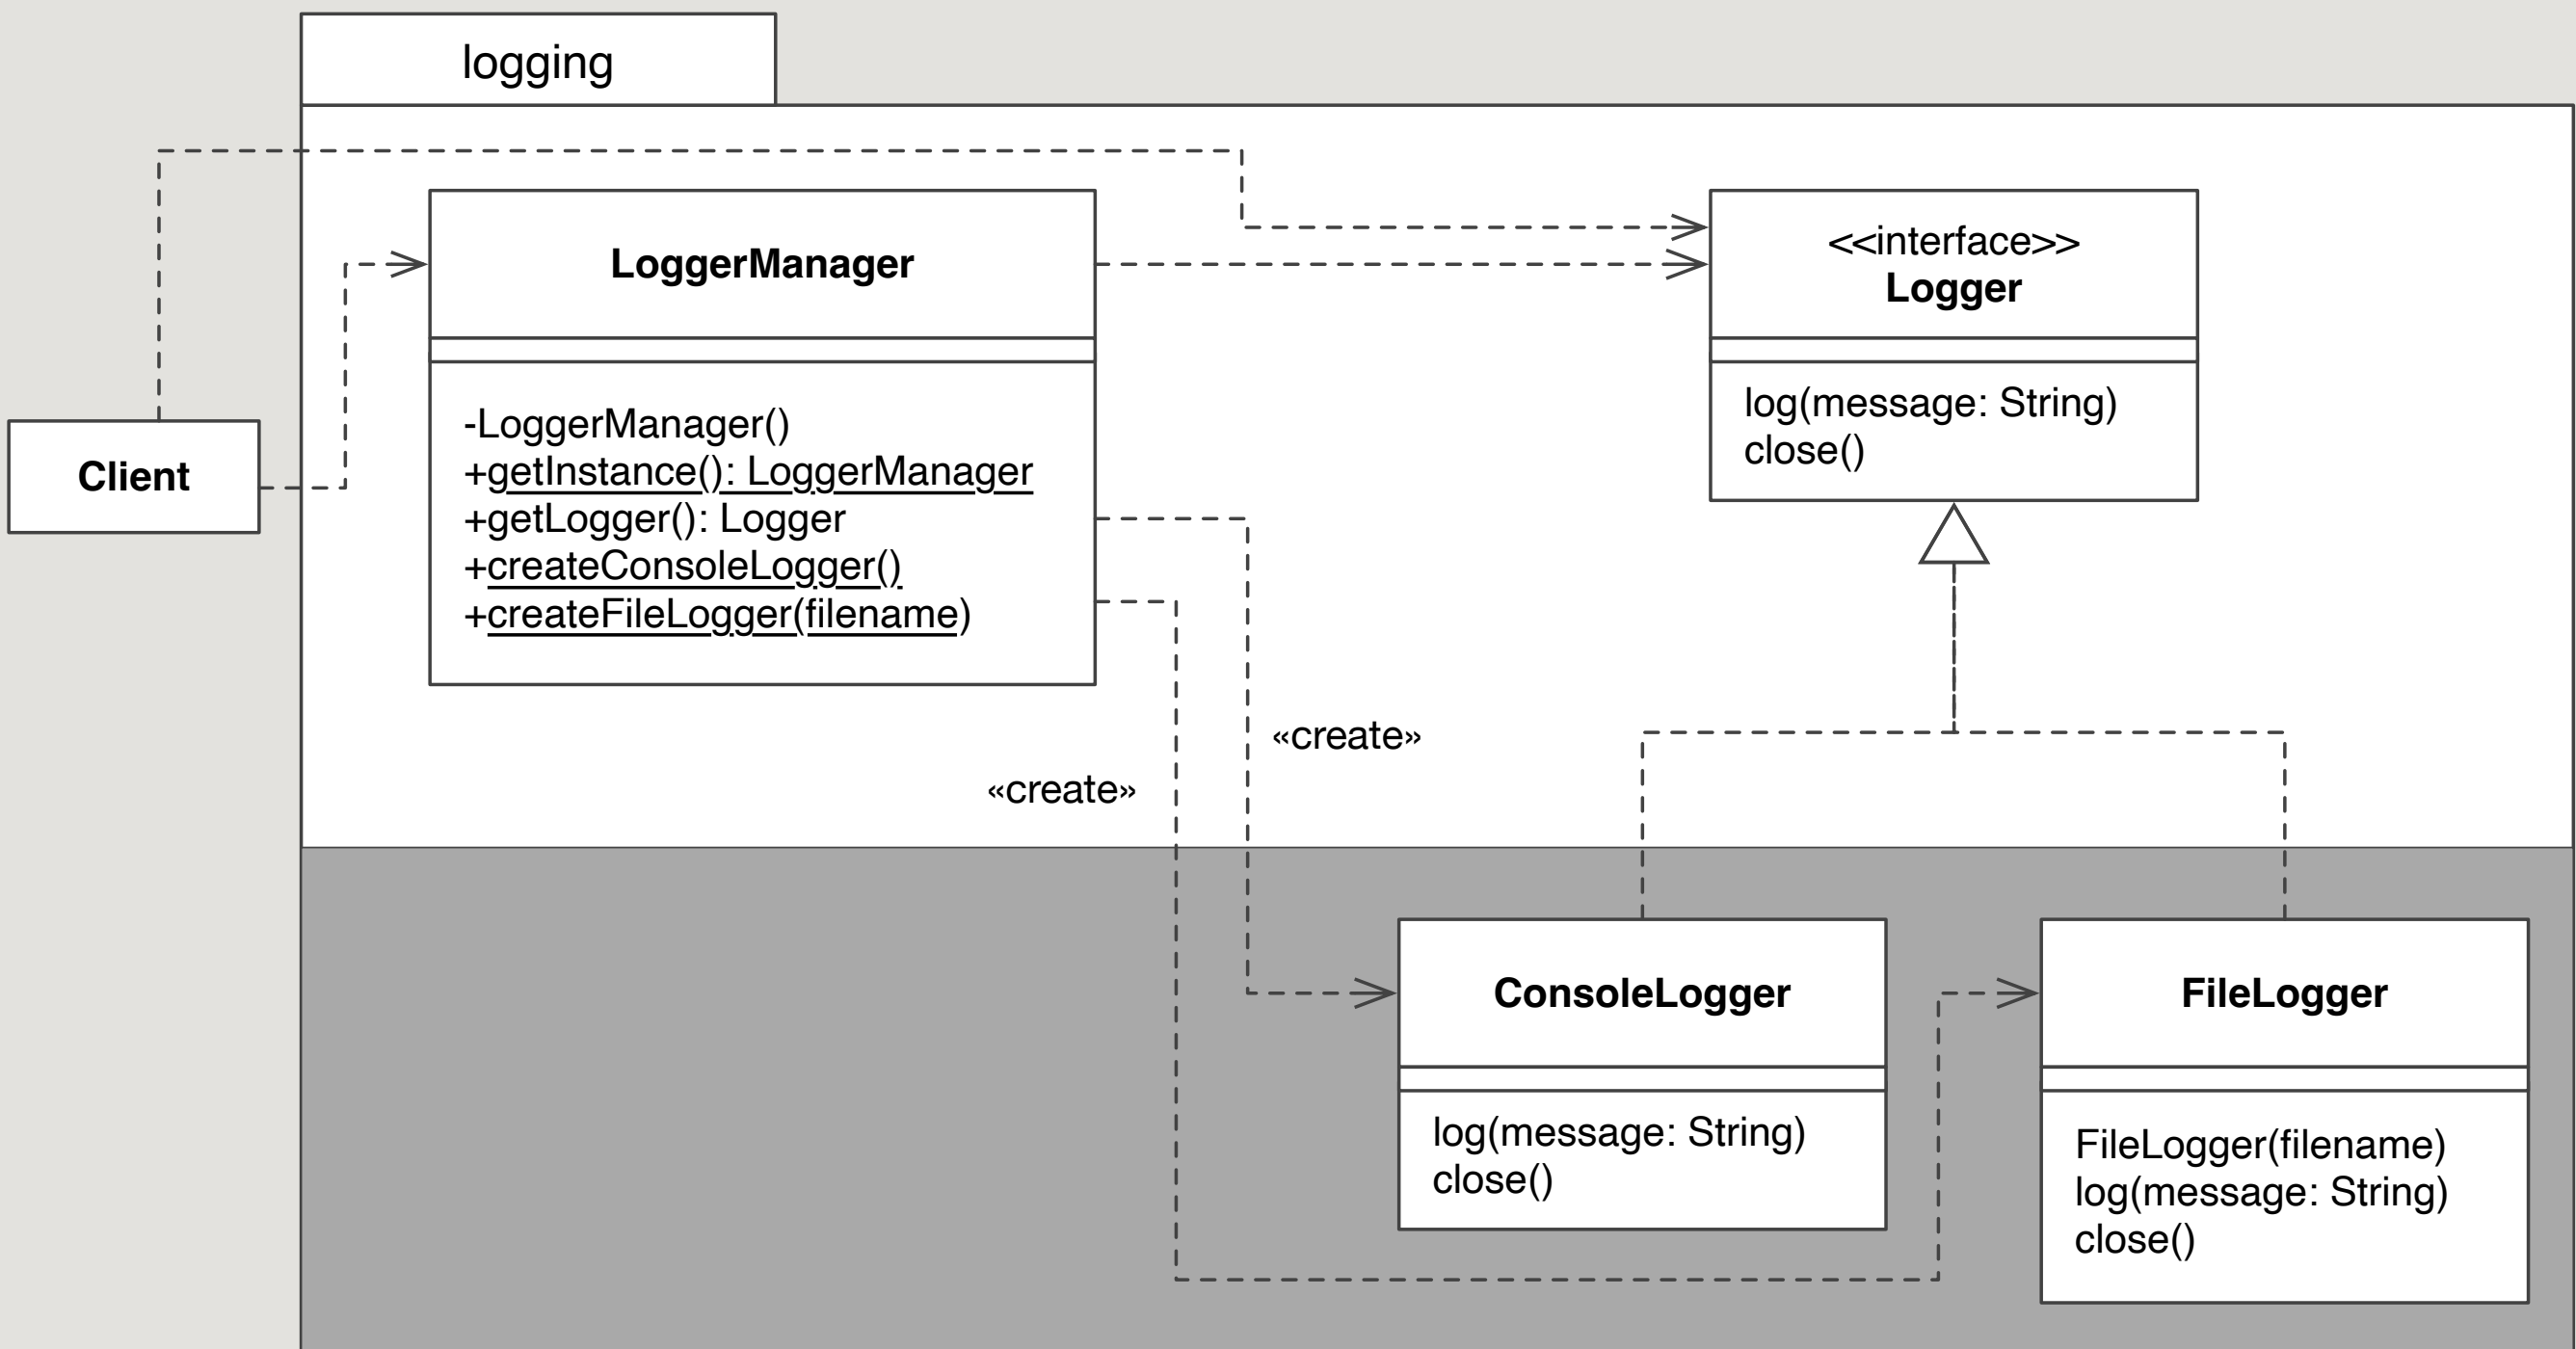 logging
LoggerManager
-LoggerManager()
+getInstance(): LoggerManager
+getLogger(): Logger
+createConsoleLogger()
+createFileLogger(filename)
<<interface>>
Logger
log(message: String)
close()
Client
«create»
«create»
ConsoleLogger
log(message: String)
close()
FileLogger
FileLogger(filename)
log(message: String)
close()